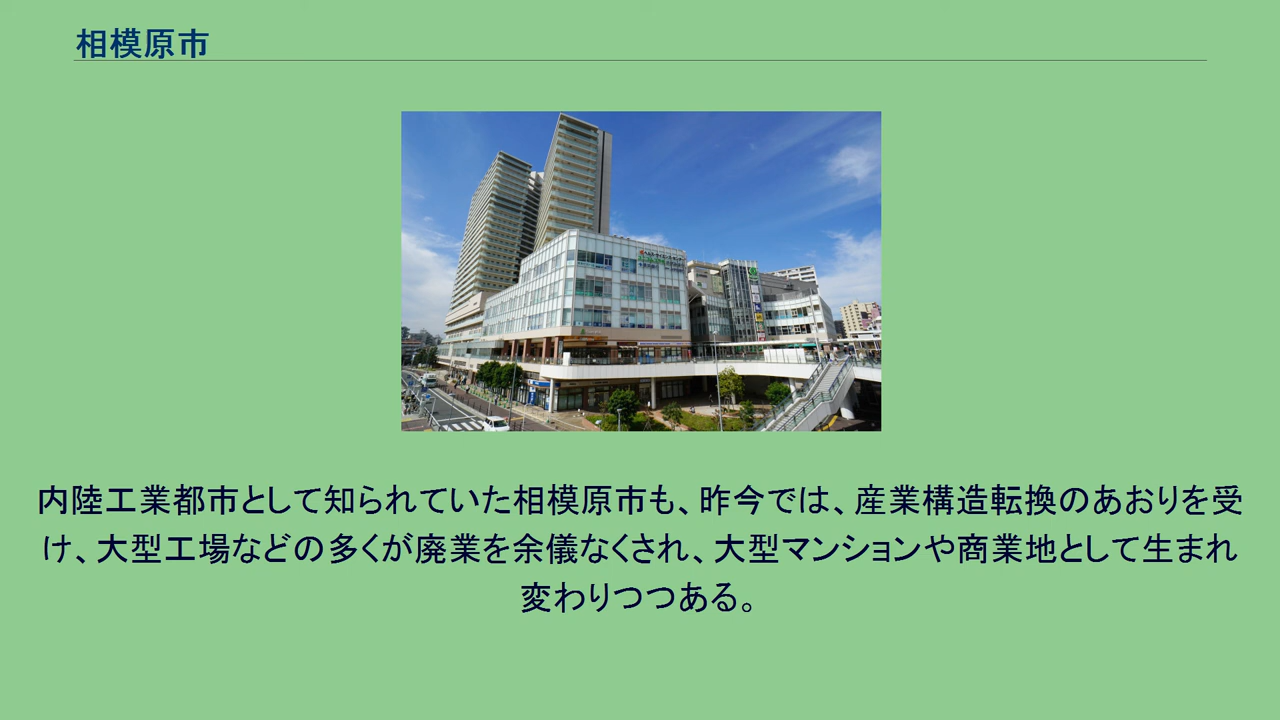 相模原市
内陸工業都市として知られていた相模原市も、昨今では、産業構造転換のあおりを受
け、大型工場などの多くが廃業を余儀なくされ、大型マンションや商業地として生まれ
変わりつつある。